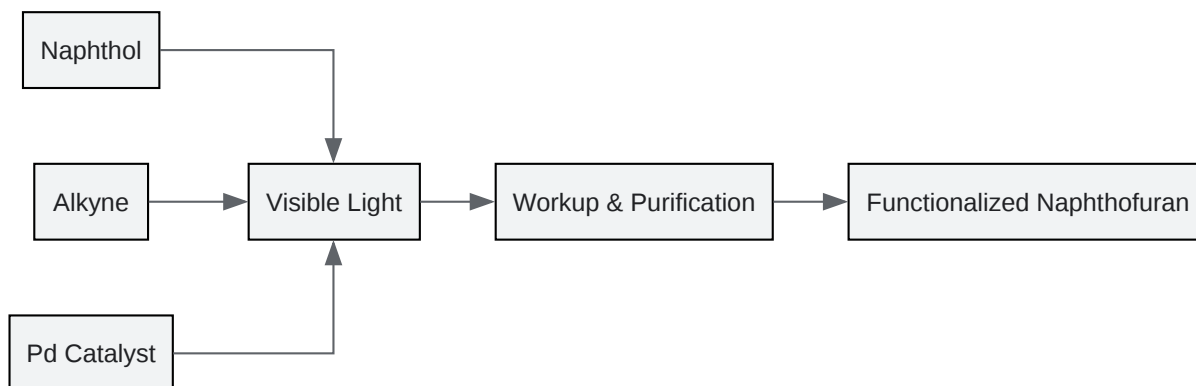 Naphthol
Alkyne
Visible Light
Workup & Purification
Functionalized Naphthofuran
Pd Catalyst